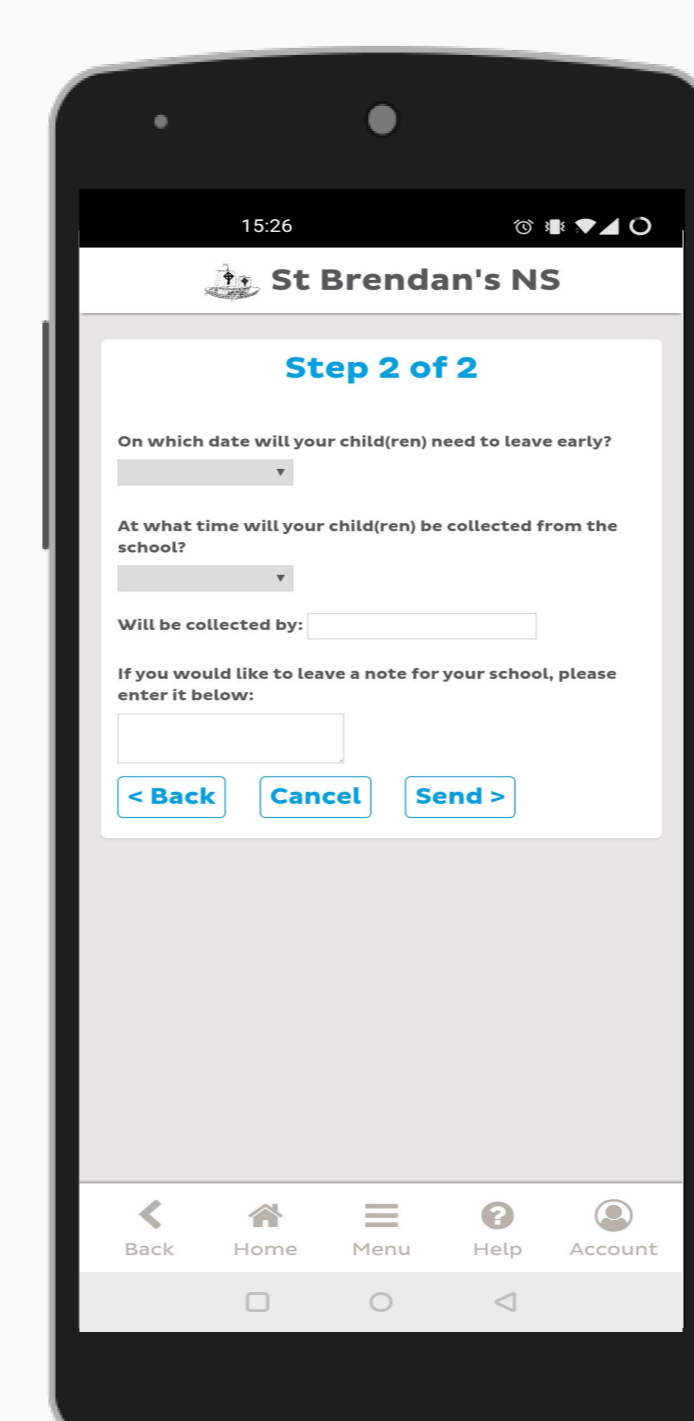 15:26
St Brendan's NS
Step 2 of 2
On which date will your child(ren) need to leave early?
At what time will your child(ren) be collected from the
school?
Will be collected by:
If you would like to leave a note for your school, please
enter it below:
< Back Cancel Send >
Back Home Menu Help Account